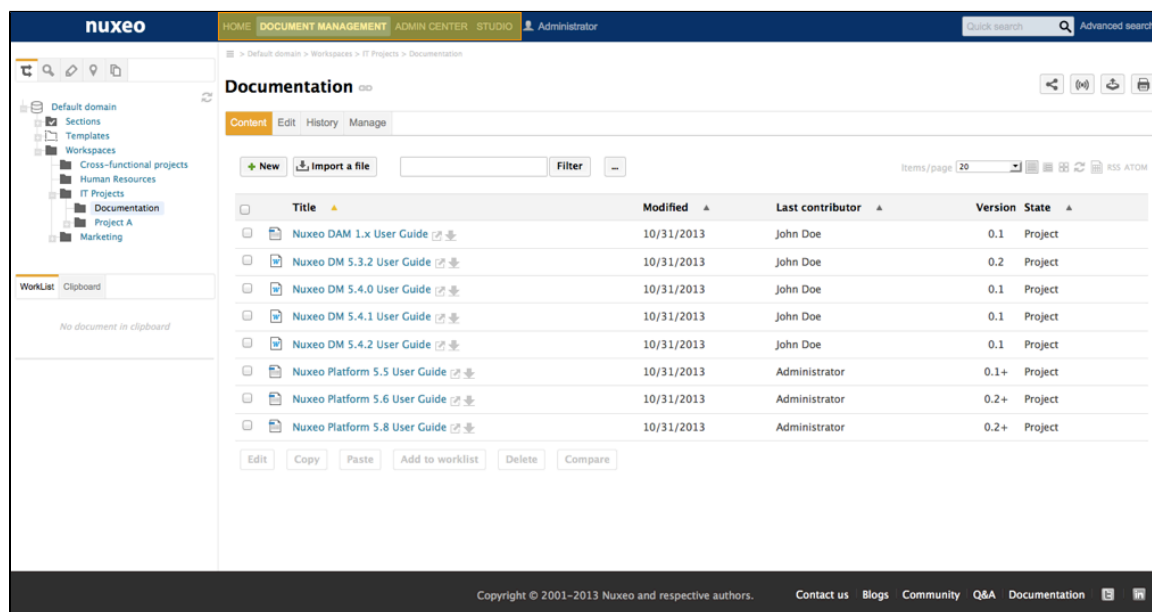 nuxeo
HOME DOCUMENT MANAGEMENT ADMIN CENTER STUDIO Administrator Quick search Advanced search
> Default domain > Workspaces > IT Projects > Documentation
Default domain
Sections
Templates
Workspaces
Cross-functional projects
Human Resources
IT Projects
Documentation
Project A
Marketing
WorkList Clipboard
No document in clipboard
Documentation
Content Edit History Manage
+ New Import a file Filter ... Items/page 20 RSS ATOM
Title Modified Last contributor Version State
Nuxeo DAM 1.x User Guide 10/31/2013 John Doe 0.1 Project
Nuxeo DM 5.3.2 User Guide 10/31/2013 John Doe 0.2 Project
Nuxeo DM 5.4.0 User Guide 10/31/2013 John Doe 0.1 Project
Nuxeo DM 5.4.1 User Guide 10/31/2013 John Doe 0.1 Project
Nuxeo DM 5.4.2 User Guide 10/31/2013 John Doe 0.1 Project
Nuxeo Platform 5.5 User Guide 10/31/2013 Administrator 0.1+ Project
Nuxeo Platform 5.6 User Guide 10/31/2013 Administrator 0.2+ Project
Nuxeo Platform 5.8 User Guide 10/31/2013 Administrator 0.2+ Project
Edit Copy Paste Add to worklist Delete Compare
Copyright © 2001-2013 Nuxeo and respective authors. Contact us Blogs Community Q&A Documentation